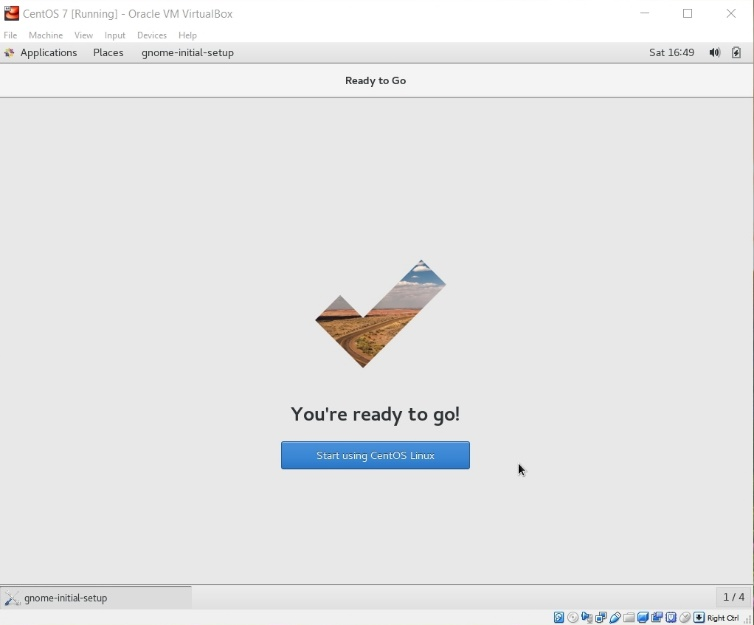 CentOS 7 [Running] - Oracle VM VirtualBox
File Machine View Input Devices Help
Applications Places gnome-initial-setup Sat 16:49
Ready to Go
You're ready to go!
Start using CentOS Linux
gnome-initial-setup 1 / 4
Right Ctrl